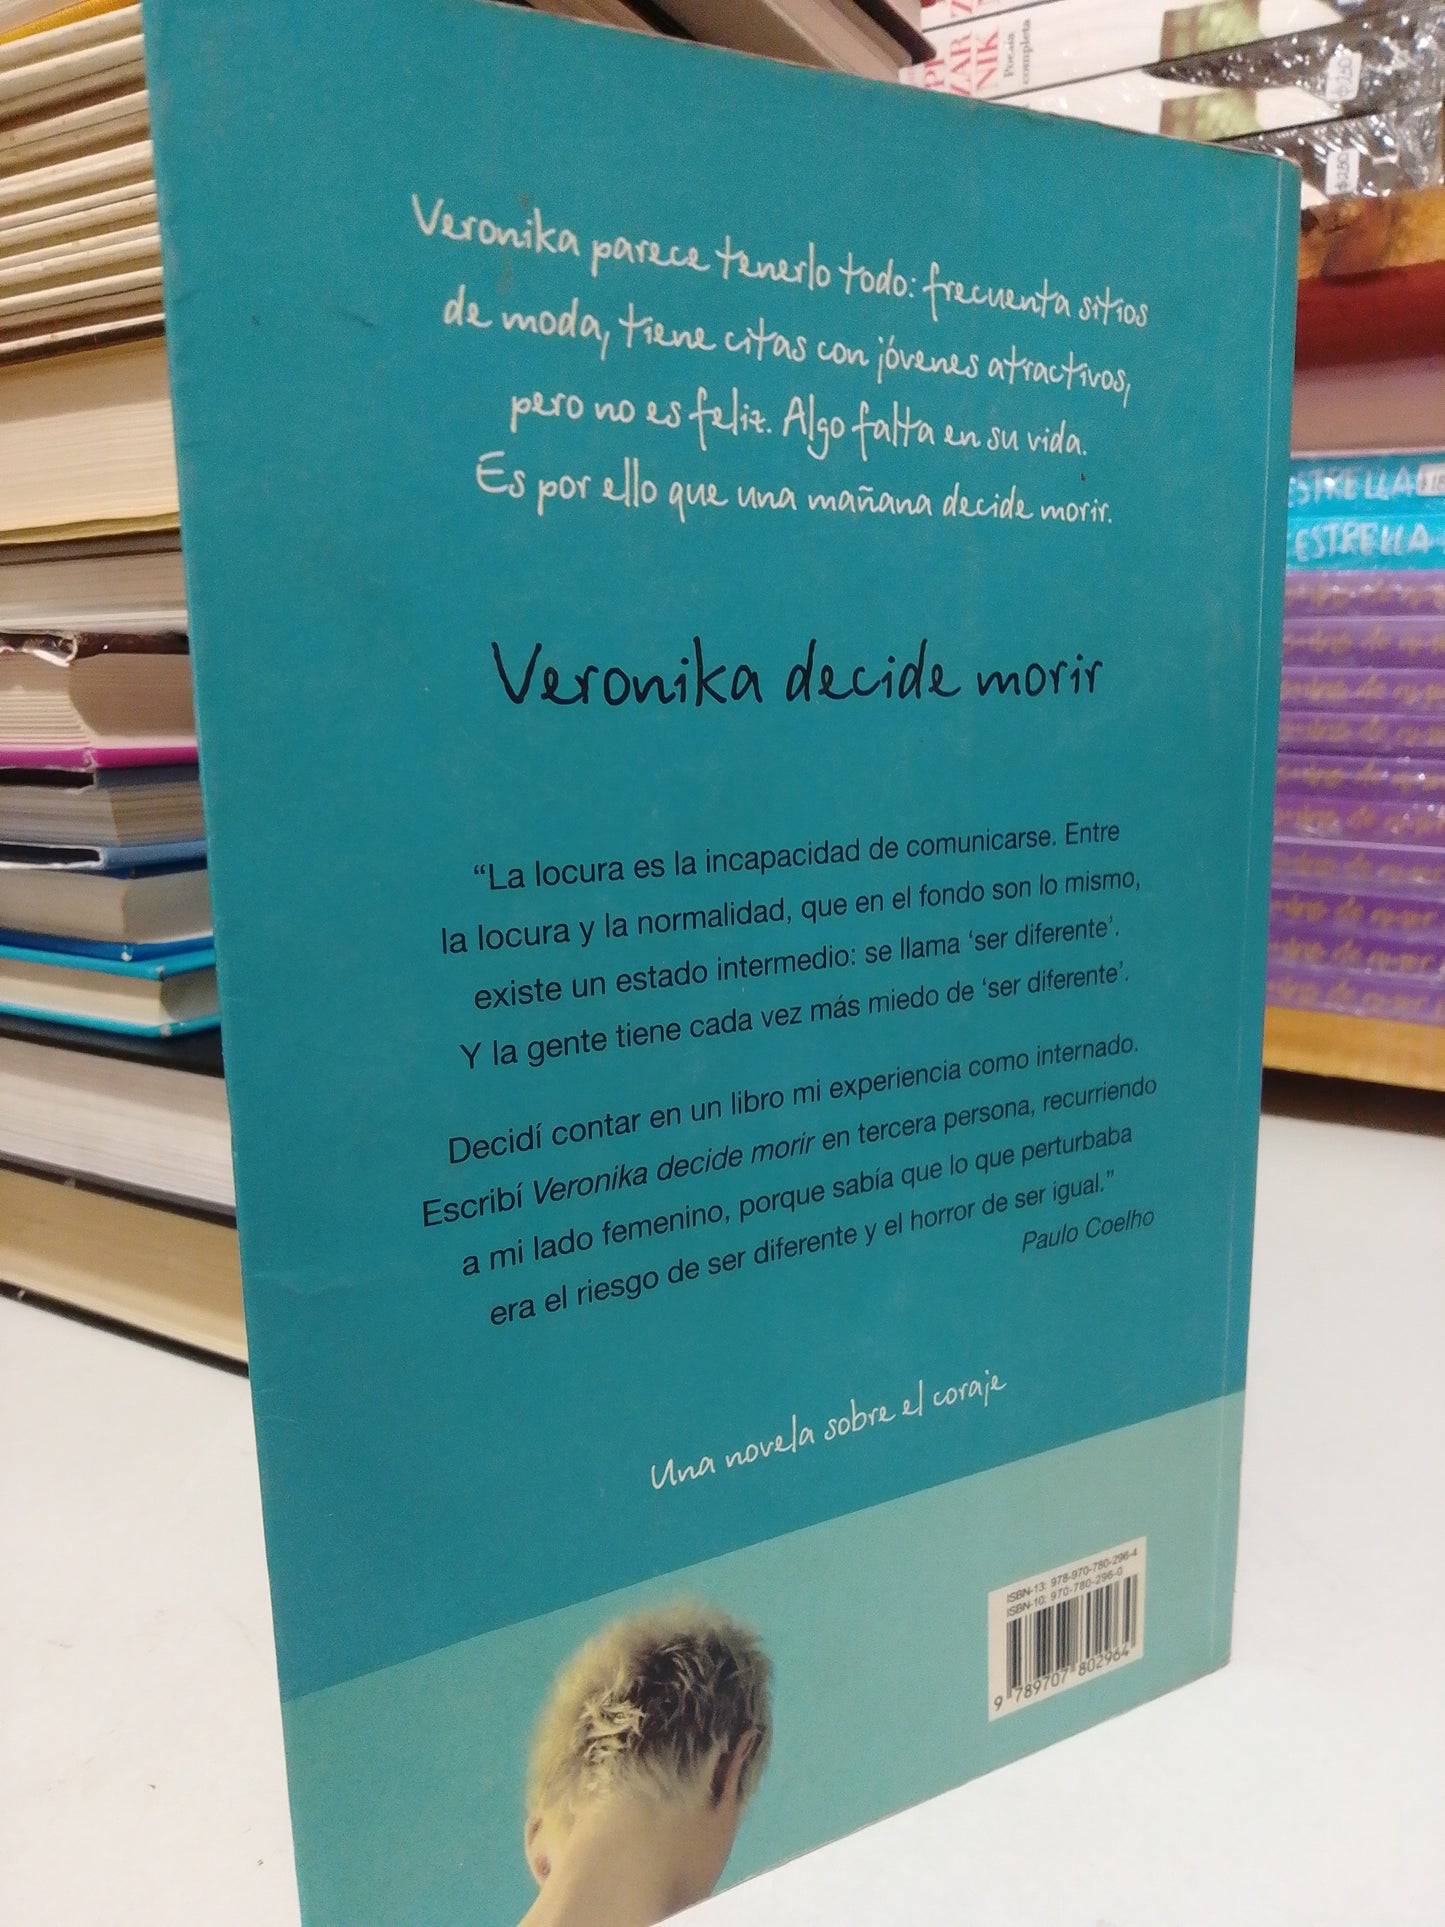 Veronika parece tenerlo todo: frecuenta sitios
de moda, tiene citas con jóvenes atractivos,
pero no es feliz. Algo falta en su vida.
Es por ello que una mañana decide morir.
Veronika decide morir
“La locura es la incapacidad de comunicarse. Entre
la locura y la normalidad, que en el fondo son lo mismo,
existe un estado intermedio: se llama ‘ser diferente’.
Y la gente tiene cada vez más miedo de ‘ser diferente’.
Decidí contar en un libro mi experiencia como internado.
Escribí Veronika decide morir en tercera persona, recurriendo
a mi lado femenino, porque sabía que lo que perturbaba
era el riesgo de ser diferente y el horror de ser igual.”
Paulo Coelho
Una novela sobre el coraje
ISBN-13: 978-970-780-296-4
ISBN-10: 970-780-296-0
9 789707 802964
ZAR
NIK
Poesía
completa
ESTRELLA
ESTRELLA